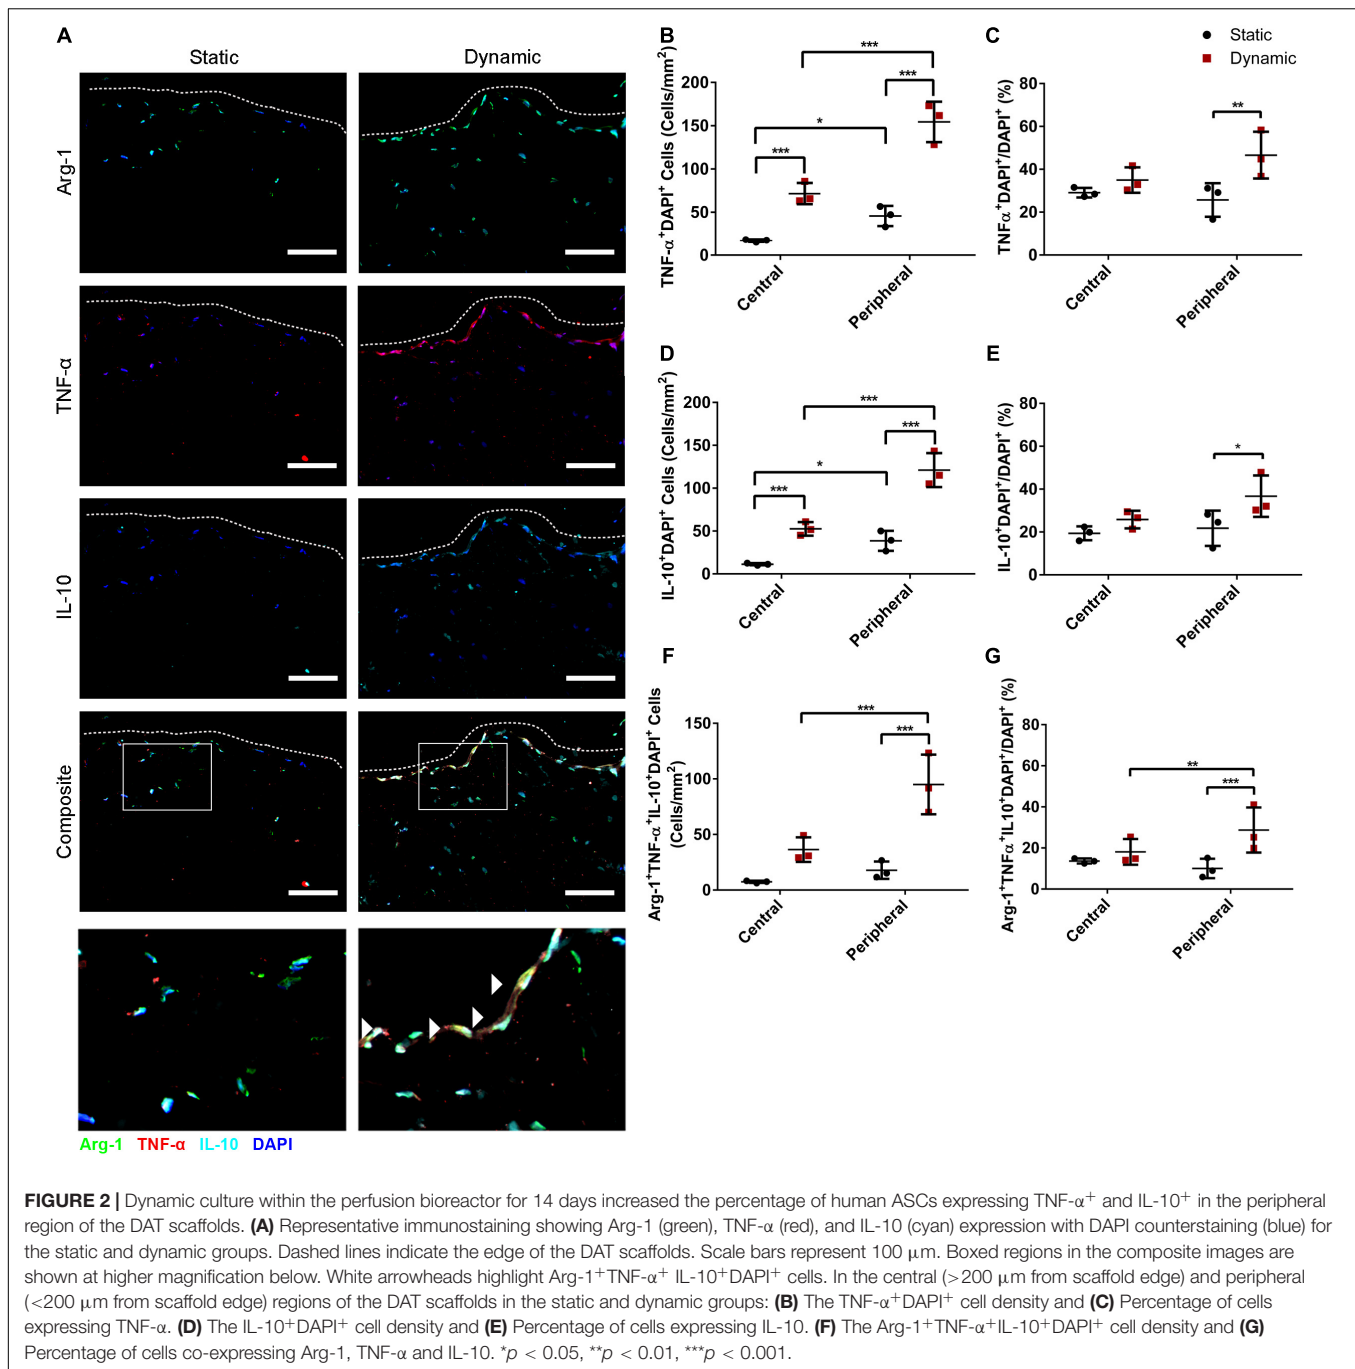 A
Static
Dynamic
Arg-1
TNF-α
IL-10
Composite
Arg-1 TNF-α IL-10 DAPI
B
TNF-α⁺DAPI⁺ Cells (Cells/mm²)
200
150
100
50
0
***
***
*
***
Central
Peripheral
C
Static
Dynamic
TNFα⁺DAPI⁺/DAPI⁺ (%)
80
60
40
20
0
**
Central
Peripheral
D
IL-10⁺DAPI⁺ Cells (Cells/mm²)
200
150
100
50
0
***
***
*
***
Central
Peripheral
E
IL-10⁺DAPI⁺/DAPI⁺ (%)
80
60
40
20
0
*
Central
Peripheral
F
Arg-1⁺TNF-α⁺IL-10⁺DAPI⁺ Cells
(Cells/mm²)
150
100
50
0
***
***
Central
Peripheral
G
Arg-1⁺TNFα⁺IL10⁺DAPI⁺/DAPI⁺ (%)
80
60
40
20
0
**
***
Central
Peripheral
FIGURE 2 | Dynamic culture within the perfusion bioreactor for 14 days increased the percentage of human ASCs expressing TNF-α⁺ and IL-10⁺ in the peripheral
region of the DAT scaffolds. (A) Representative immunostaining showing Arg-1 (green), TNF-α (red), and IL-10 (cyan) expression with DAPI counterstaining (blue) for
the static and dynamic groups. Dashed lines indicate the edge of the DAT scaffolds. Scale bars represent 100 μm. Boxed regions in the composite images are
shown at higher magnification below. White arrowheads highlight Arg-1⁺TNF-α⁺ IL-10⁺DAPI⁺ cells. In the central (>200 μm from scaffold edge) and peripheral
(<200 μm from scaffold edge) regions of the DAT scaffolds in the static and dynamic groups: (B) The TNF-α⁺DAPI⁺ cell density and (C) Percentage of cells
expressing TNF-α. (D) The IL-10⁺DAPI⁺ cell density and (E) Percentage of cells expressing IL-10. (F) The Arg-1⁺TNF-α⁺IL-10⁺DAPI⁺ cell density and (G)
Percentage of cells co-expressing Arg-1, TNF-α and IL-10. *p < 0.05, **p < 0.01, ***p < 0.001.